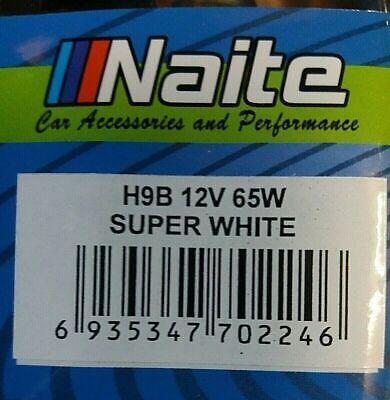 Naite
Car Accessories and Performance
H9B 12V 65W
SUPER WHITE
6 935347 702246